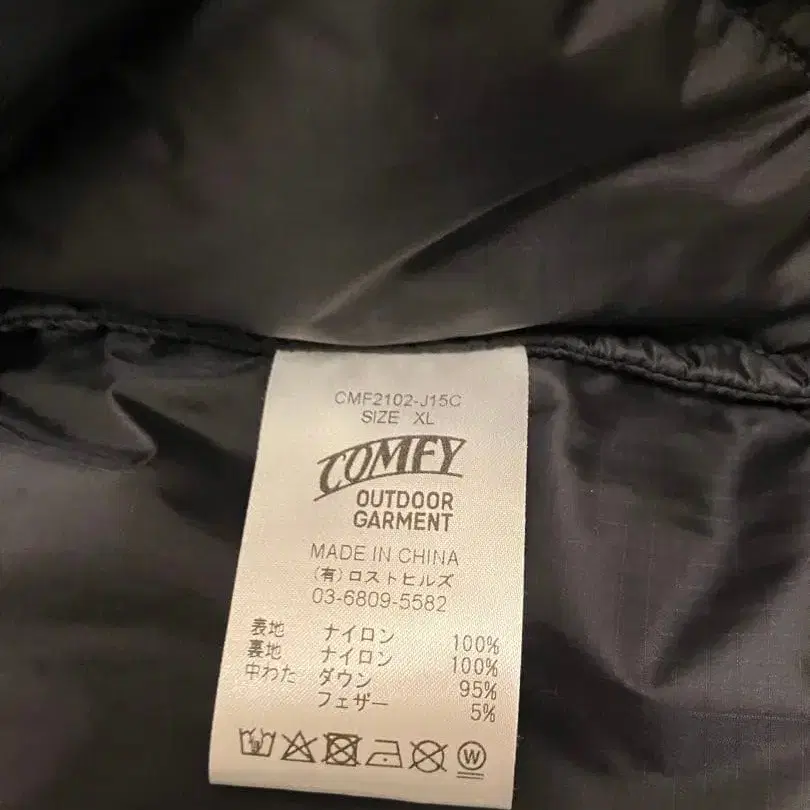 CMF2102-J15C
SIZE XL
COMFY
OUTDOOR
GARMENT
MADE IN CHINA
(有)ロストヒルズ
03-6809-5582
表地 ナイロン 100%
裏地 ナイロン 100%
中わた ダウン 95%
フェザー 5%
W